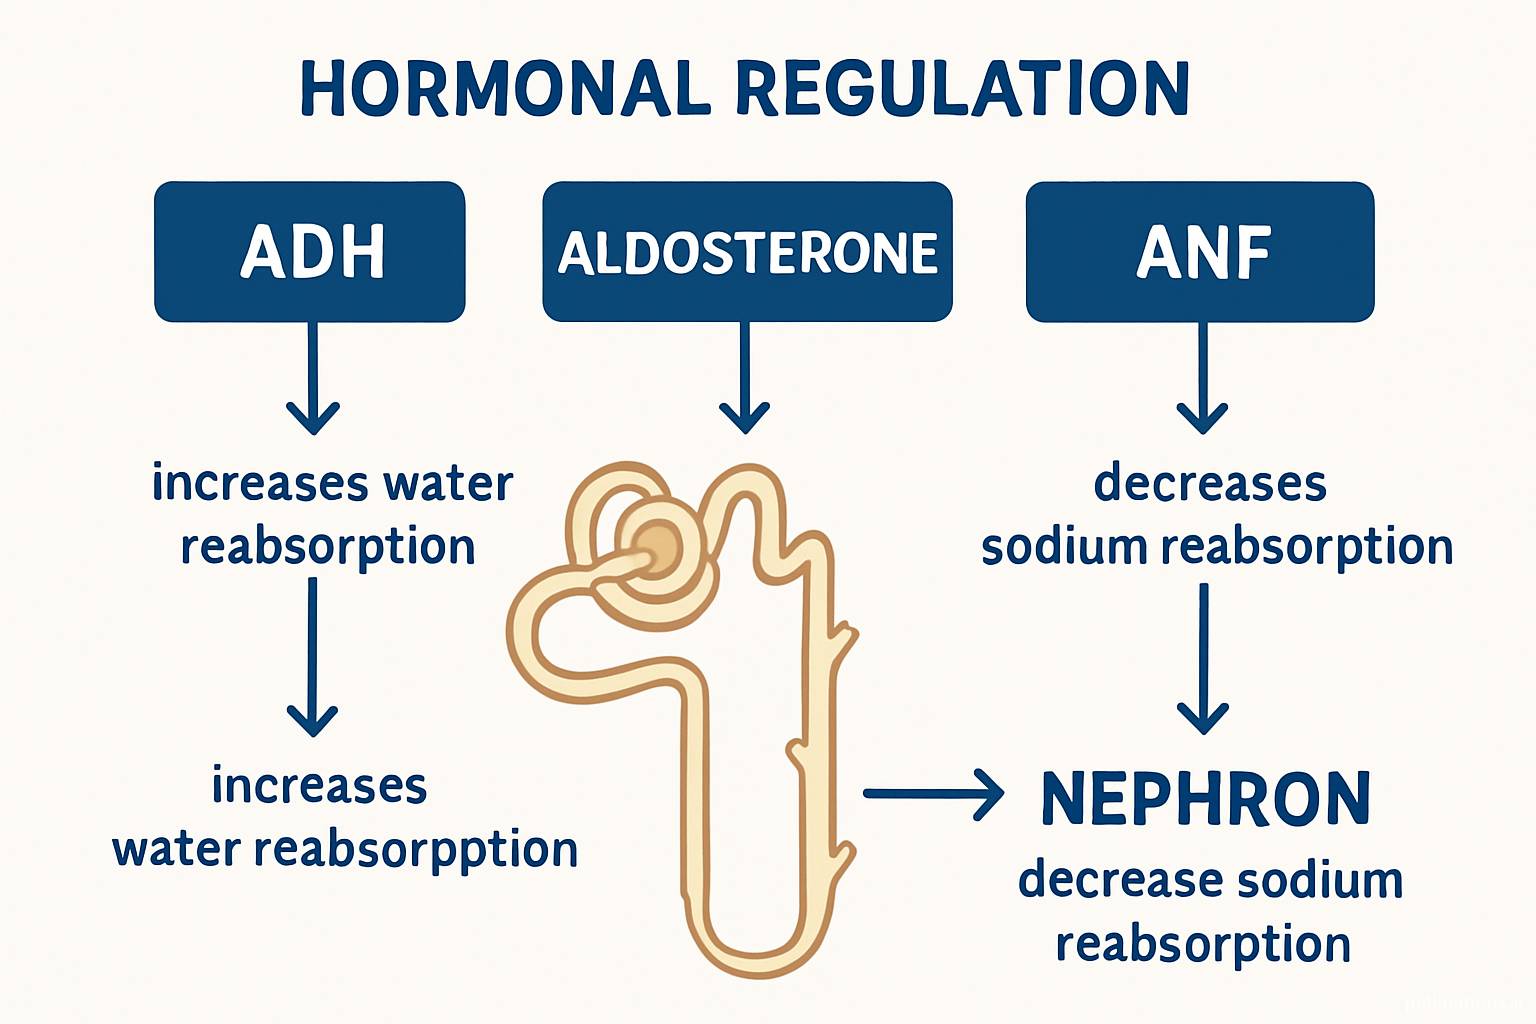 HORMONAL REGULATION
ADH
ALDOSTERONE
ANF
increases water
reabsorption
decreases
sodium reabsorption
increases
water reabsorpption
NEPHRON
decrease sodium
reabsorption